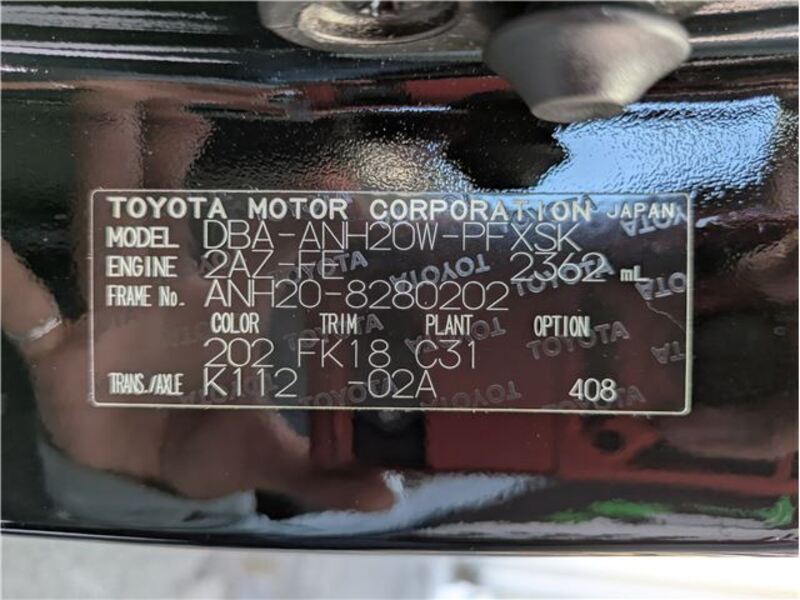 TOYOTA MOTOR CORPORATION JAPAN
MODEL DBA-ANH20W-PFXSK
ENGINE 2AZ-FE 2362 mL
FRAME No. ANH20-8280202
COLOR TRIM PLANT OPTION
202 FK18 C31
TRANS./AXLE K112 -02A 408